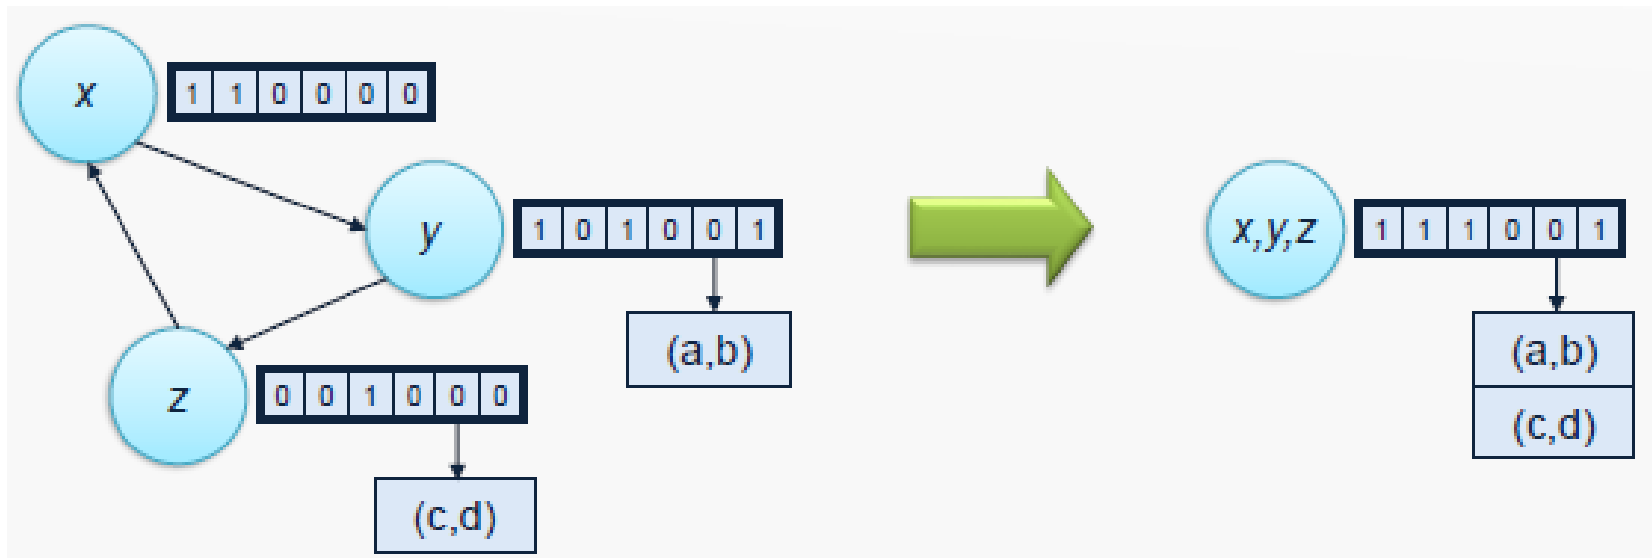 x
1 1 0 0 0 0
y
1 0 1 0 0 1
x,y,z
1 1 1 0 0 1
(a,b)
(a,b)
z
0 0 1 0 0 0
(c,d)
(c,d)